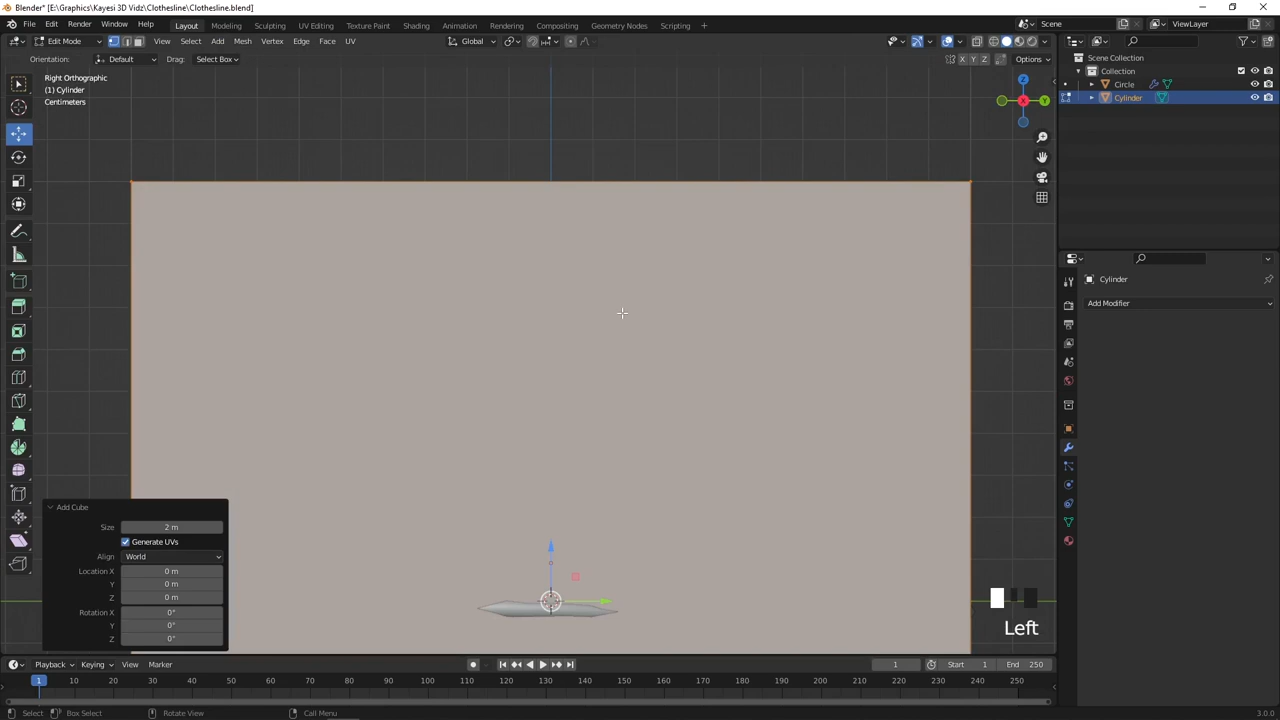 Blender* [E:\Graphics\Kayesi 3D Vidz\Clothesline\Clothesline.blend]
File Edit Render Window Help Layout Modeling Sculpting UV Editing Texture Paint Shading Animation Rendering Compositing Geometry Nodes Scripting + Scene ViewLayer
Edit Mode View Select Add Mesh Vertex Edge Face UV Global
Orientation: Default Drag: Select Box X Y Z Options
Right Orthographic
(1) Cylinder
Centimeters
Scene Collection
Collection
Circle
Cylinder
Cylinder
Add Modifier
Add Cube
Size 2 m
Generate UVs
Align World
Location X 0 m
Y 0 m
Z 0 m
Rotation X 0°
Y 0°
Z 0°
Left
Playback Keying View Marker 1 Start 1 End 250
1 10 20 30 40 50 60 70 80 90 100 110 120 130 140 150 160 170 180 190 200 210 220 230 240 250
Select Box Select Rotate View Call Menu 3.0.0